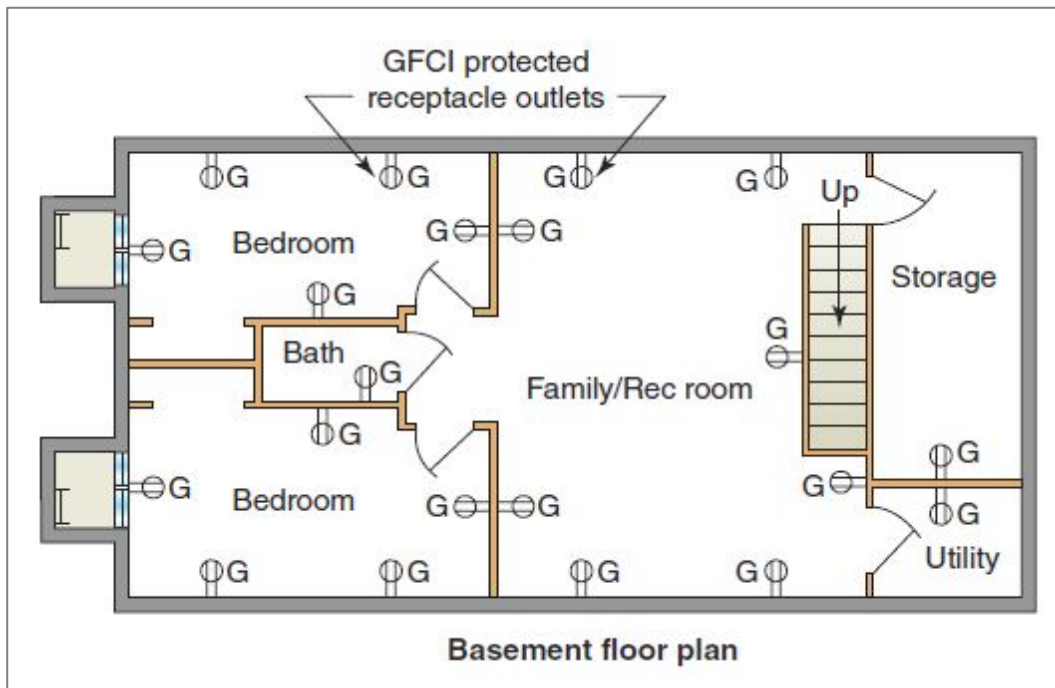 GFCI protected
receptacle outlets
G G G G
Up
G G G
Bedroom
G
Storage
G
G
Bath
G
Family/Rec room
G
G
G
G
Bedroom
G G
G
Utility
G G G G
Basement floor plan